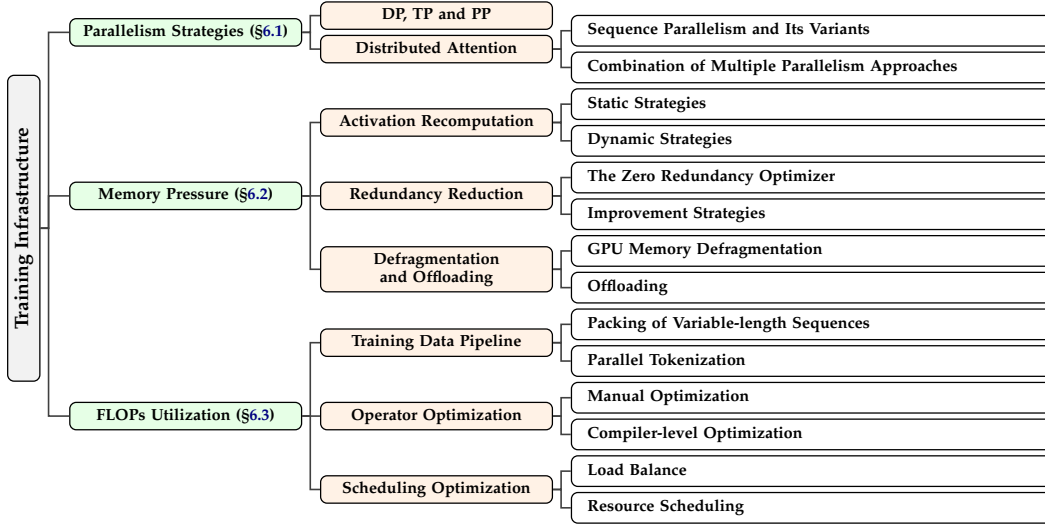 Training Infrastructure
Parallelism Strategies (§6.1)
DP, TP and PP
Distributed Attention
Sequence Parallelism and Its Variants
Combination of Multiple Parallelism Approaches
Memory Pressure (§6.2)
Activation Recomputation
Static Strategies
Dynamic Strategies
Redundancy Reduction
The Zero Redundancy Optimizer
Improvement Strategies
Defragmentation
and Offloading
GPU Memory Defragmentation
Offloading
FLOPs Utilization (§6.3)
Training Data Pipeline
Packing of Variable-length Sequences
Parallel Tokenization
Operator Optimization
Manual Optimization
Compiler-level Optimization
Scheduling Optimization
Load Balance
Resource Scheduling